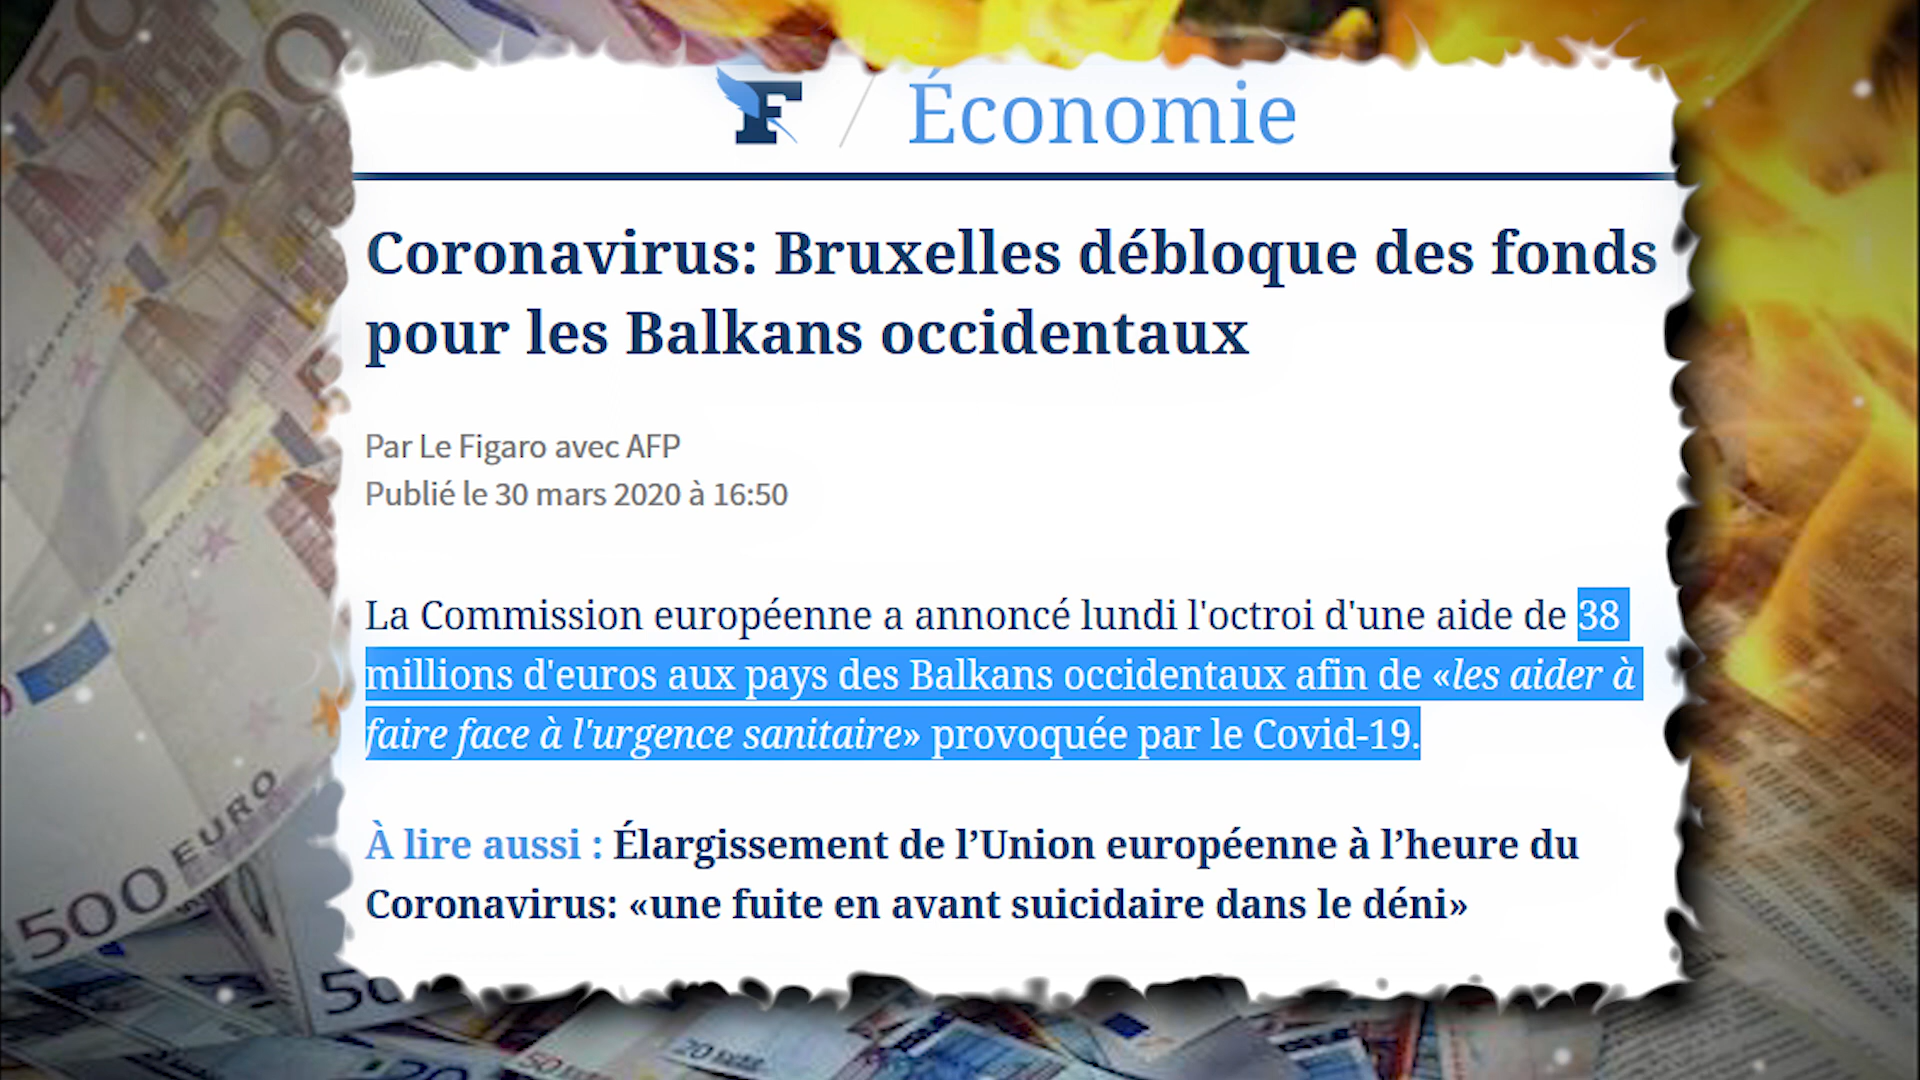 F / Économie
Coronavirus: Bruxelles débloque des fonds
pour les Balkans occidentaux
Par Le Figaro avec AFP
Publié le 30 mars 2020 à 16:50
La Commission européenne a annoncé lundi l'octroi d'une aide de 38
millions d'euros aux pays des Balkans occidentaux afin de «les aider à
faire face à l'urgence sanitaire» provoquée par le Covid-19.
À lire aussi : Élargissement de l’Union européenne à l’heure du
Coronavirus: «une fuite en avant suicidaire dans le déni»
500
500 EURO
50
20